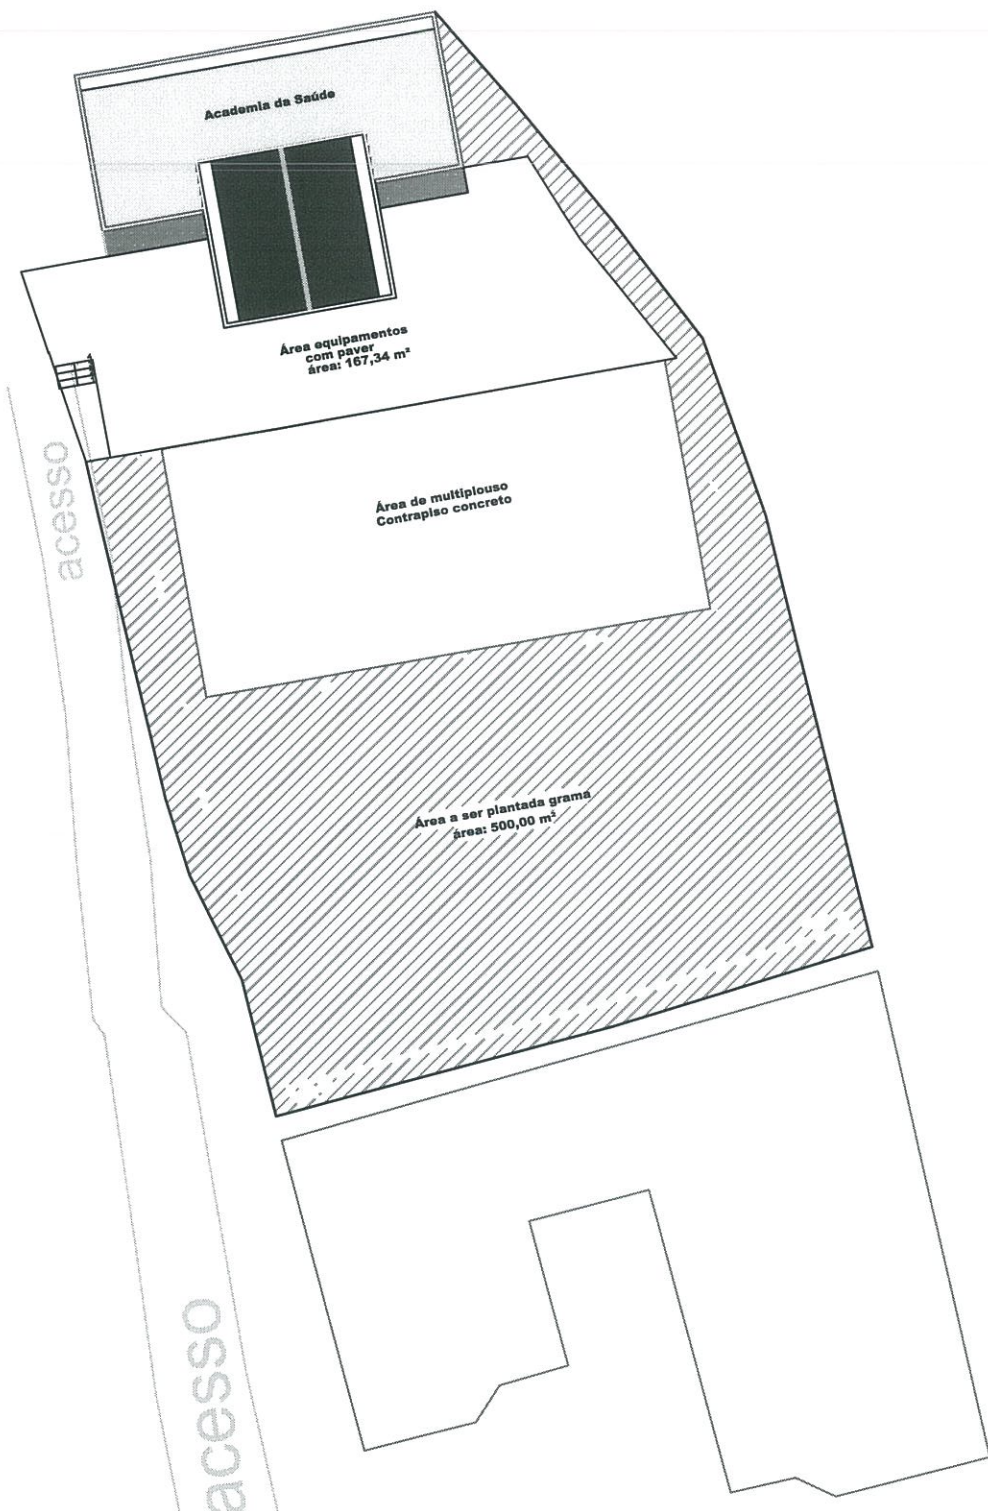 Academia da Saúde
Área equipamentos
com paver
área: 167,34 m²
acesso
Área de multiplouso
Contrapiso concreto
Área a ser plantada grama
área: 500,00 m²
acesso